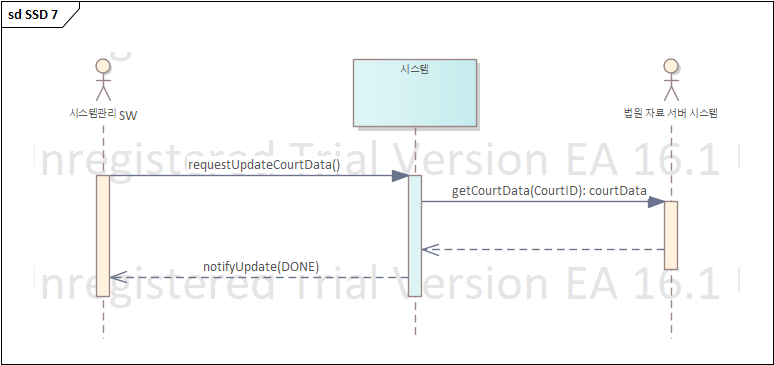 sd SSD 7
시스템관리 SW
시스템
법원 자료 서버 시스템
Unregistered Trial Version EA 16.1 U
requestUpdateCourtData()
getCourtData(CourtID): courtData
notifyUpdate(DONE)
Unregistered Trial Version EA 16.1 U